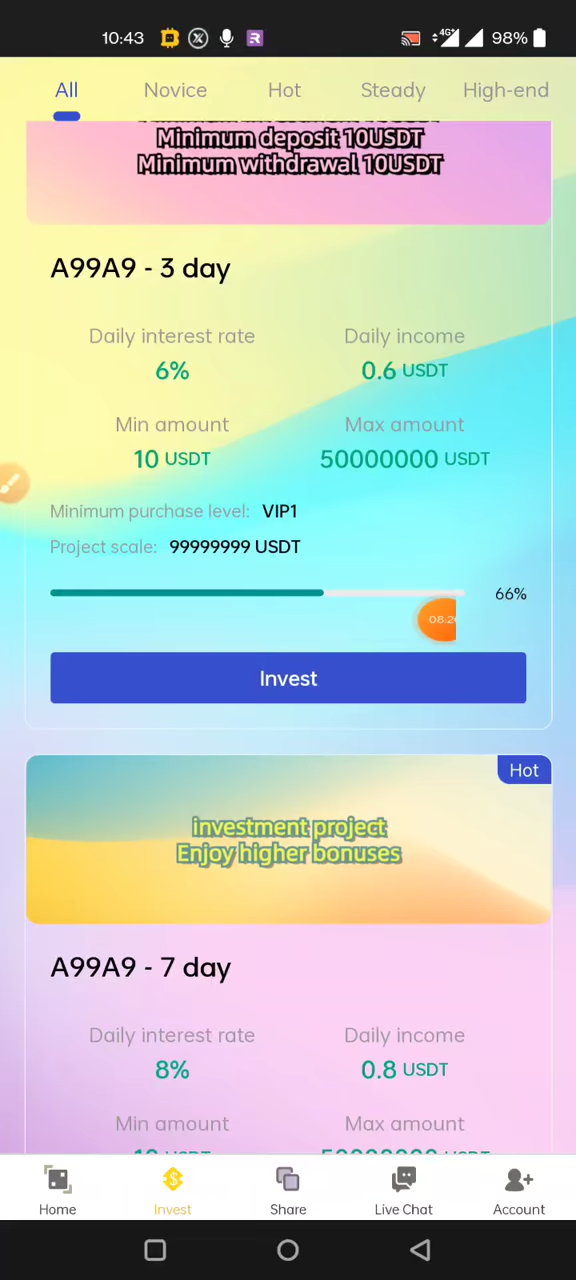 10:43
4G+
98%
All Novice Hot Steady High-end
Minimum deposit 10USDT
Minimum withdrawal 10USDT
A99A9 - 3 day
Daily interest rate Daily income
6% 0.6 USDT
Min amount Max amount
10 USDT 50000000 USDT
Minimum purchase level: VIP1
Project scale: 99999999 USDT
66%
Invest
Hot
investment project
Enjoy higher bonuses
A99A9 - 7 day
Daily interest rate Daily income
8% 0.8 USDT
Min amount Max amount
Home Invest Share Live Chat Account